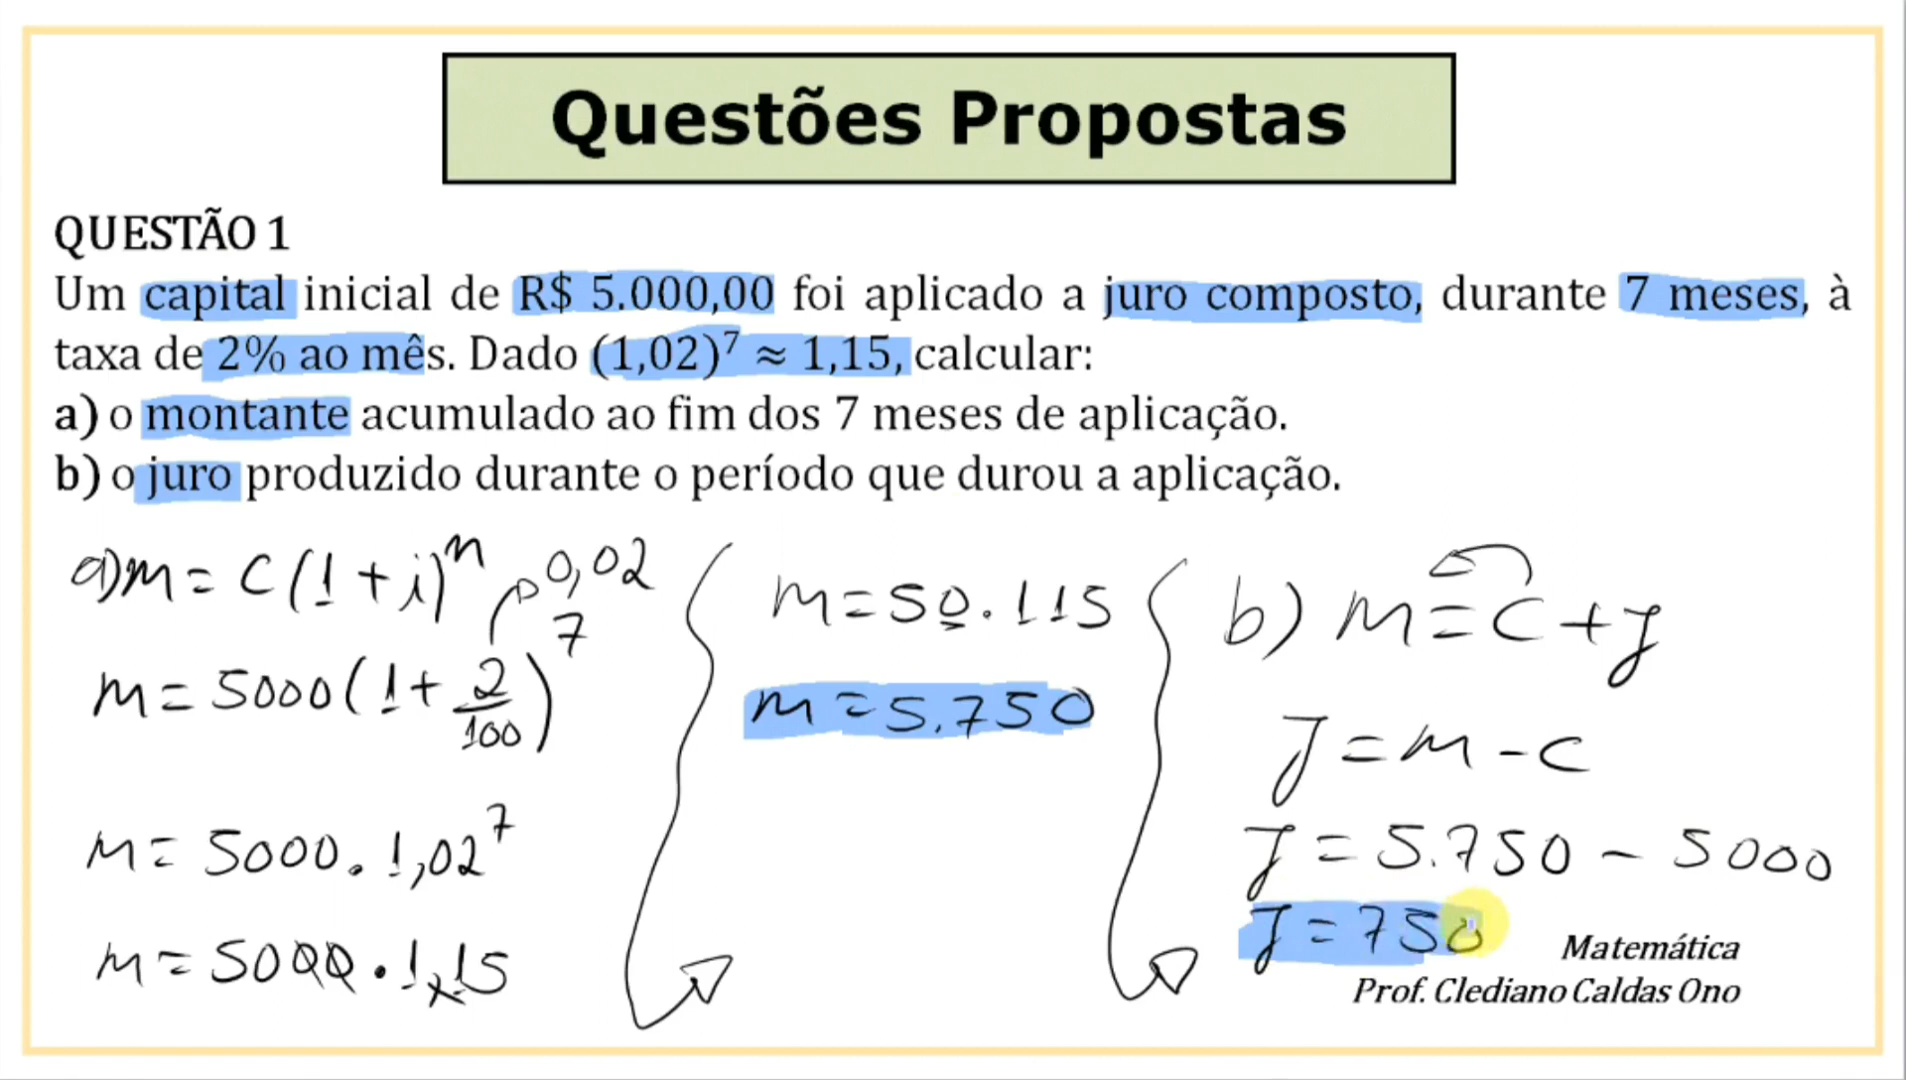 Questões Propostas
QUESTÃO 1
Um capital inicial de R$ 5.000,00 foi aplicado a juro composto, durante 7 meses, à
taxa de 2% ao mês. Dado (1,02)⁷ ≈ 1,15, calcular:
a) o montante acumulado ao fim dos 7 meses de aplicação.
b) o juro produzido durante o período que durou a aplicação.
a) M = C (1 + i)ⁿ
0,02
M = 5000 (1 + 2/100)⁷
M = 5000 . 1,02⁷
M = 5000 . 1,15
M = 50 . 115
M = 5.750
b) M = C + J
J = M - C
J = 5.750 - 5000
J = 750
Matemática
Prof. Clediano Caldas Ono